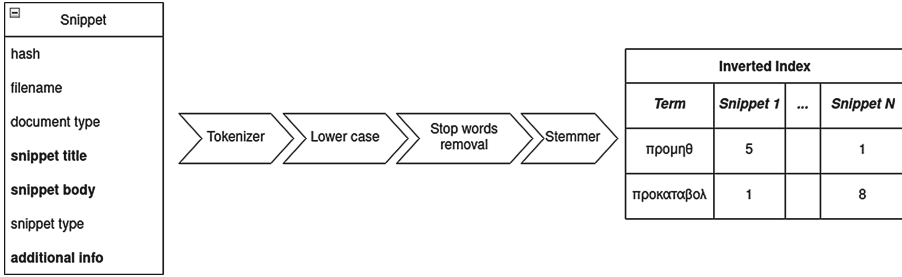 Snippet
hash
filename
document type
snippet title
snippet body
snippet type
additional info
Tokenizer
Lower case
Stop words
removal
Stemmer
Inverted Index
Term Snippet 1 ... Snippet N
προμηθ 5 1
προκαταβολ 1 8